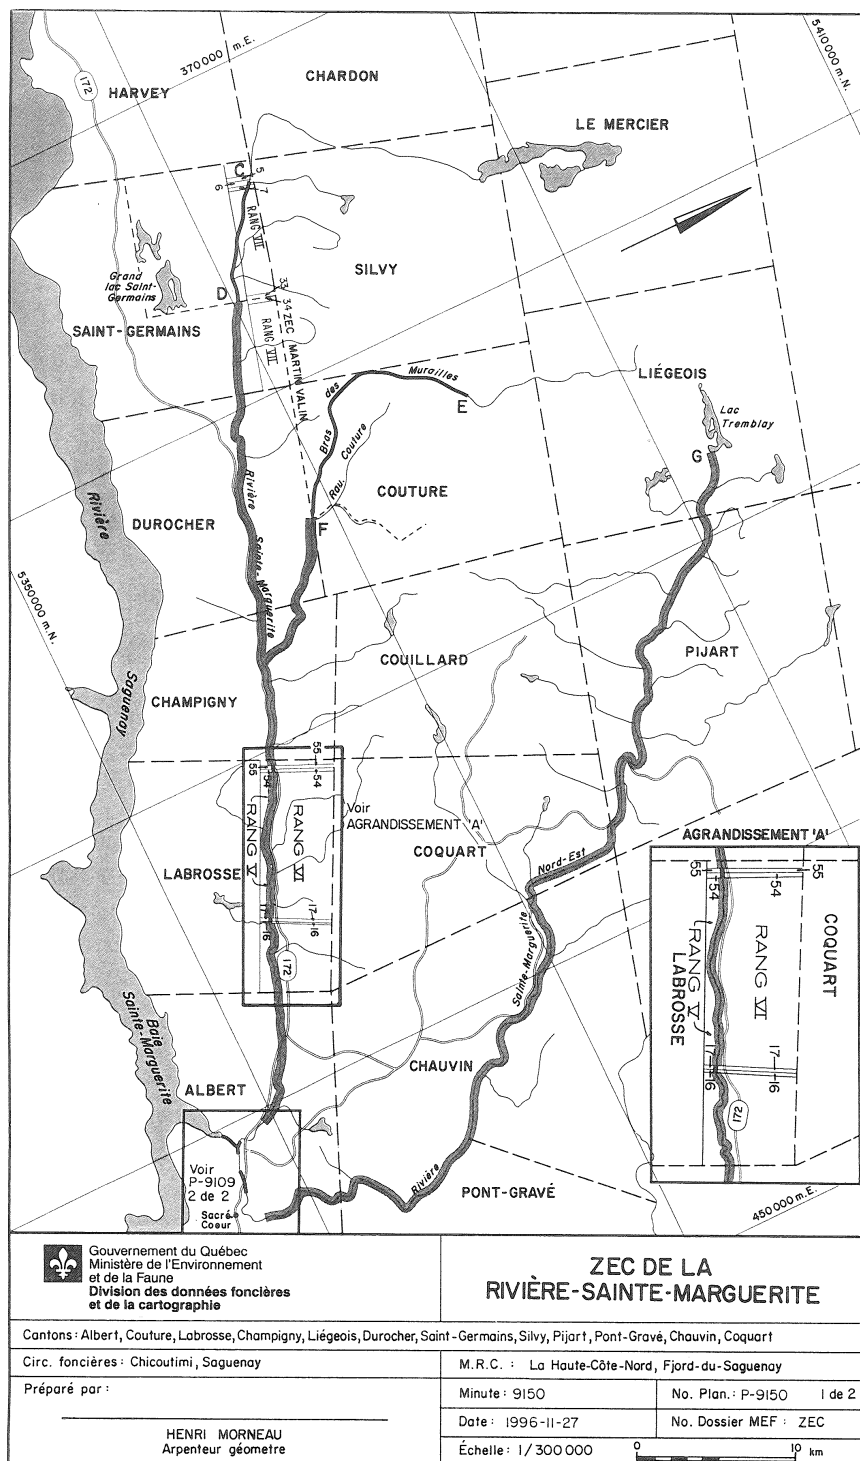 370000 m.E.
5410000 m.N.
172
HARVEY
CHARDON
LE MERCIER
C
5
6
7
RANG VII
SILVY
Grand
lac Saint-
Germains
D
33
34
ZEC MARTIN VALIN
RANG VII
SAINT-GERMAINS
Bras des Murailles
E
LIÉGEOIS
Lac
Tremblay
G
Rau. Couture
COUTURE
F
Rivière
Sainte-Marguerite
DUROCHER
Rivière
Saguenay
5350000 m.N.
COUILLARD
PIJART
CHAMPIGNY
55
54
55
54
RANG V
RANG VI
Voir
AGRANDISSEMENT 'A'
LABROSSE
COQUART
17
16
17
16
172
Nord-Est
Sainte-Marguerite
Rivière
Baie
Sainte-Marguerite
CHAUVIN
ALBERT
PONT-GRAVÉ
Voir
P-9109
2 de 2
Sacré-
Coeur
AGRANDISSEMENT 'A'
55
54
54
55
RANG V
RANG VI
LABROSSE
COQUART
17
16
17
16
172
450000 m.E.
Gouvernement du Québec
Ministère de l'Environnement
et de la Faune
Division des données foncières
et de la cartographie
ZEC DE LA
RIVIÈRE-SAINTE-MARGUERITE
Cantons : Albert, Couture, Labrosse, Champigny, Liégeois, Durocher, Saint-Germains, Silvy, Pijart, Pont-Gravé, Chauvin, Coquart
Circ. foncières : Chicoutimi, Saguenay
M.R.C. : La Haute-Côte-Nord, Fjord-du-Saguenay
Préparé par :
HENRI MORNEAU
Arpenteur géomètre
Minute : 9150
No. Plan. : P-9150 1 de 2
Date : 1996-11-27
No. Dossier MEF : ZEC
Échelle : 1/300 000
0 10 km